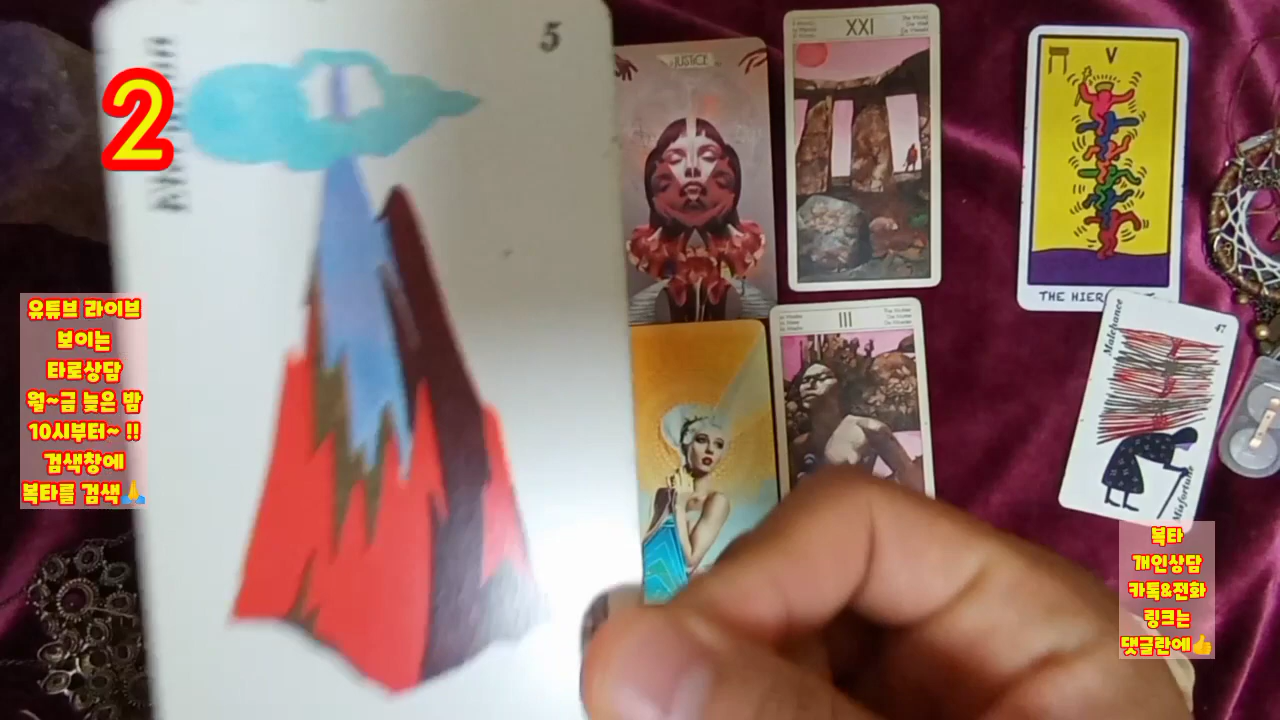 5
2
JUSTICE
XXI
V
THE HIER
III
Malechance
47
Misfortune
유튜브 라이브
보이는
타로상담
월~금 늦은 밤
10시부터~ !!
검색창에
복타를 검색🙏
복타
개인상담
카톡&전화
링크는
댓글란에👍